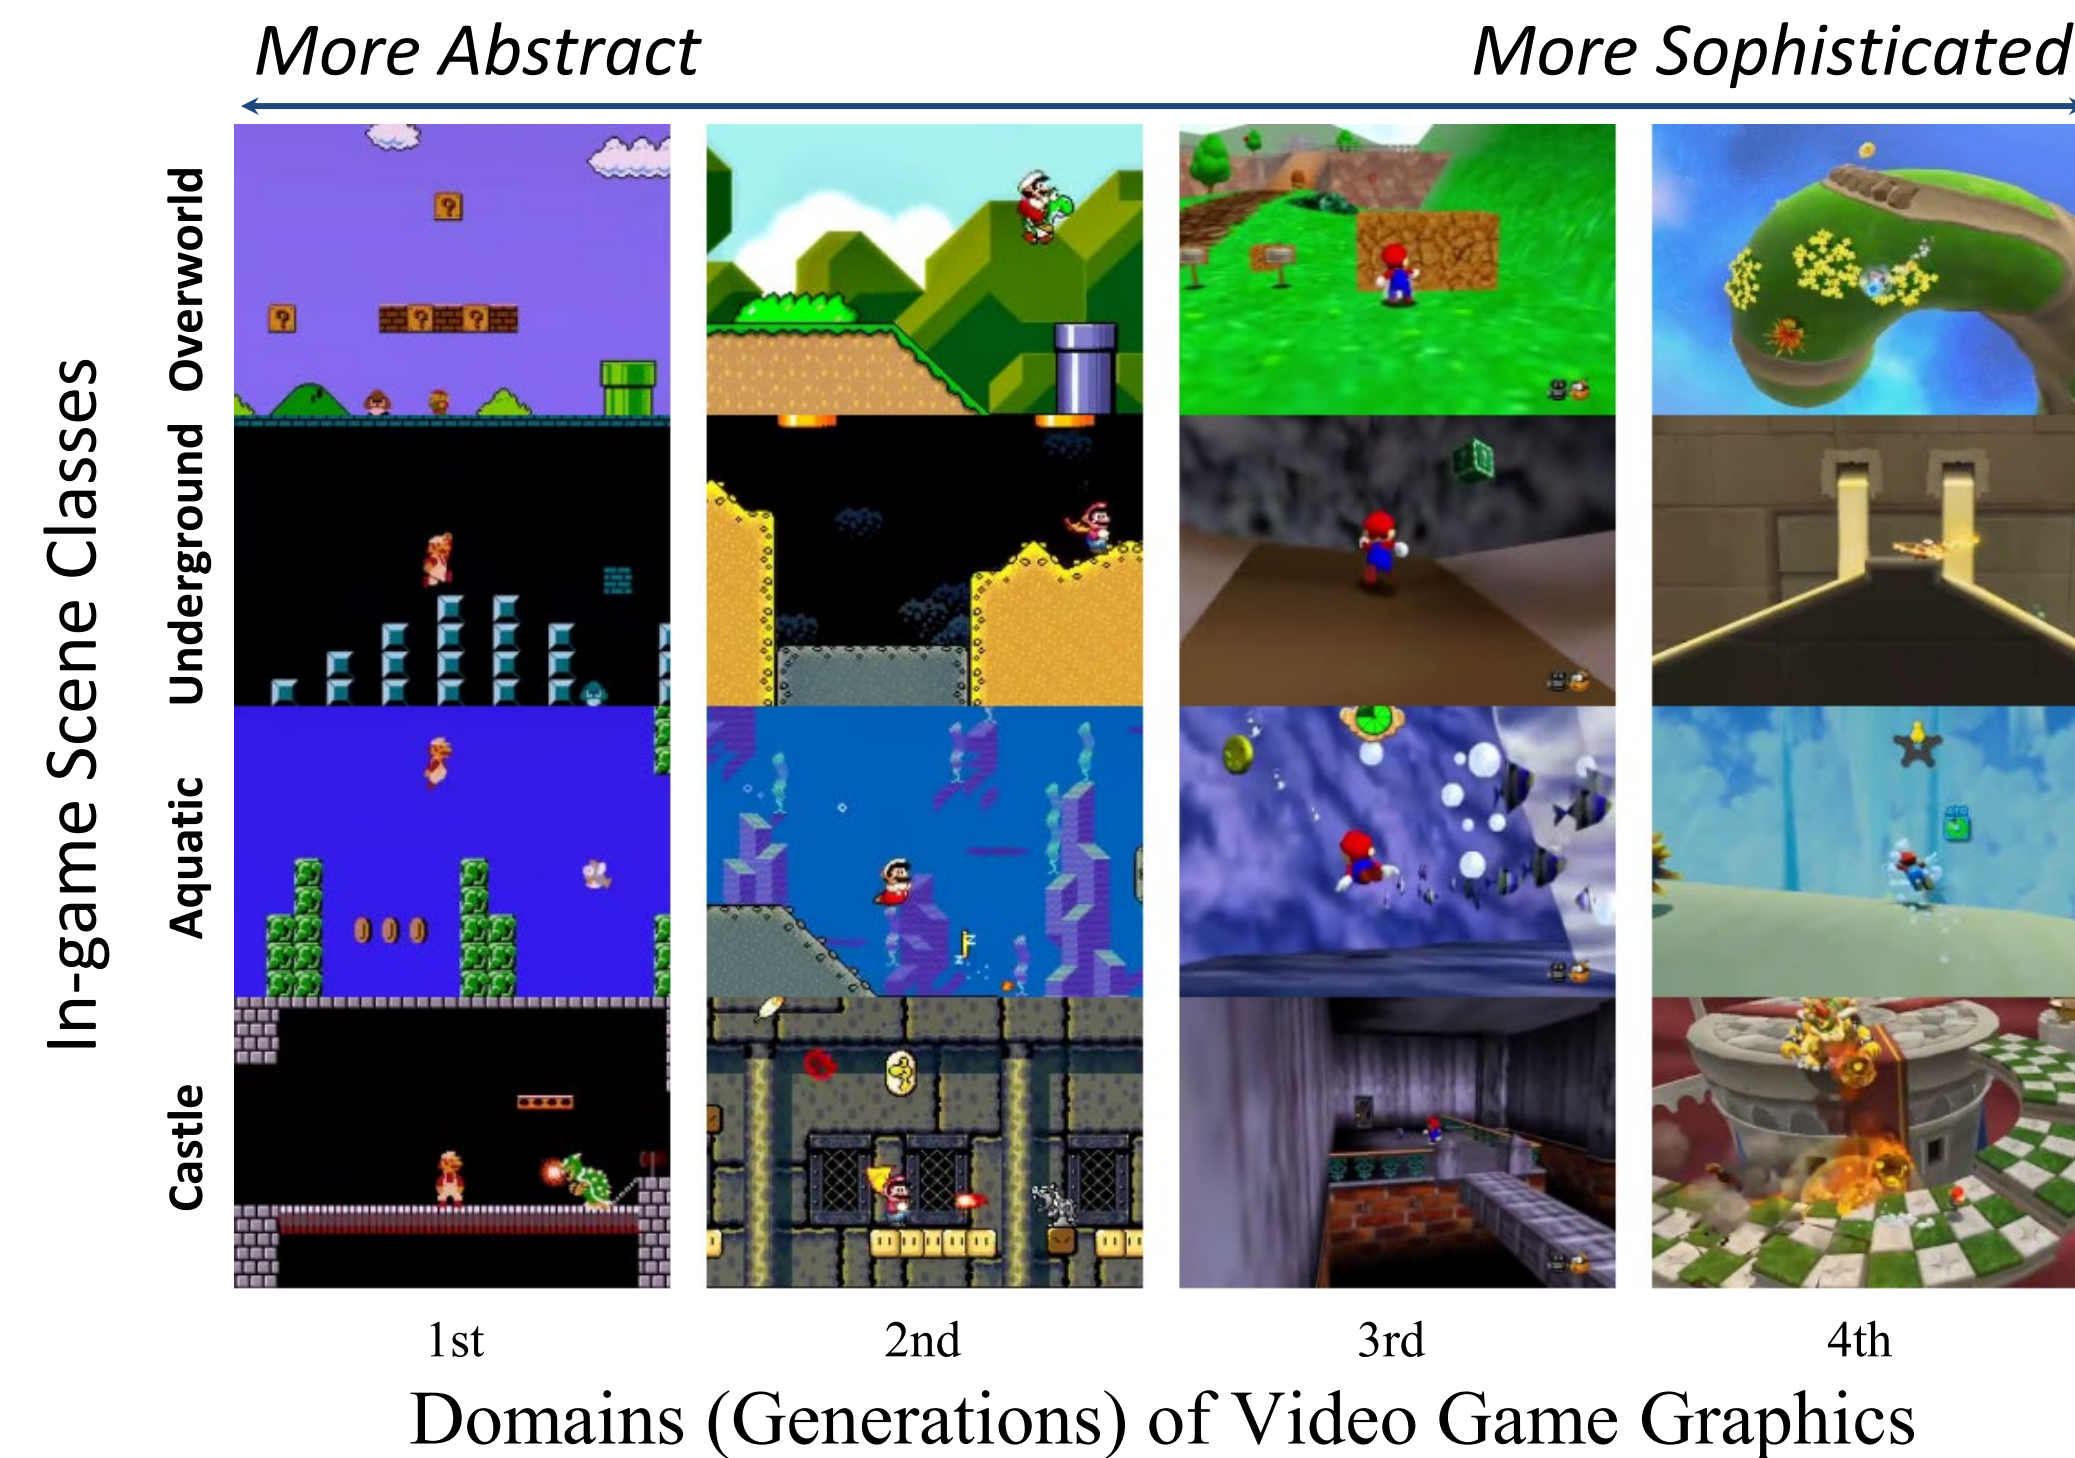 More Abstract
More Sophisticated
In-game Scene Classes
Overworld
Underground
Aquatic
Castle
?
?
? ?
1st
2nd
3rd
4th
Domains (Generations) of Video Game Graphics